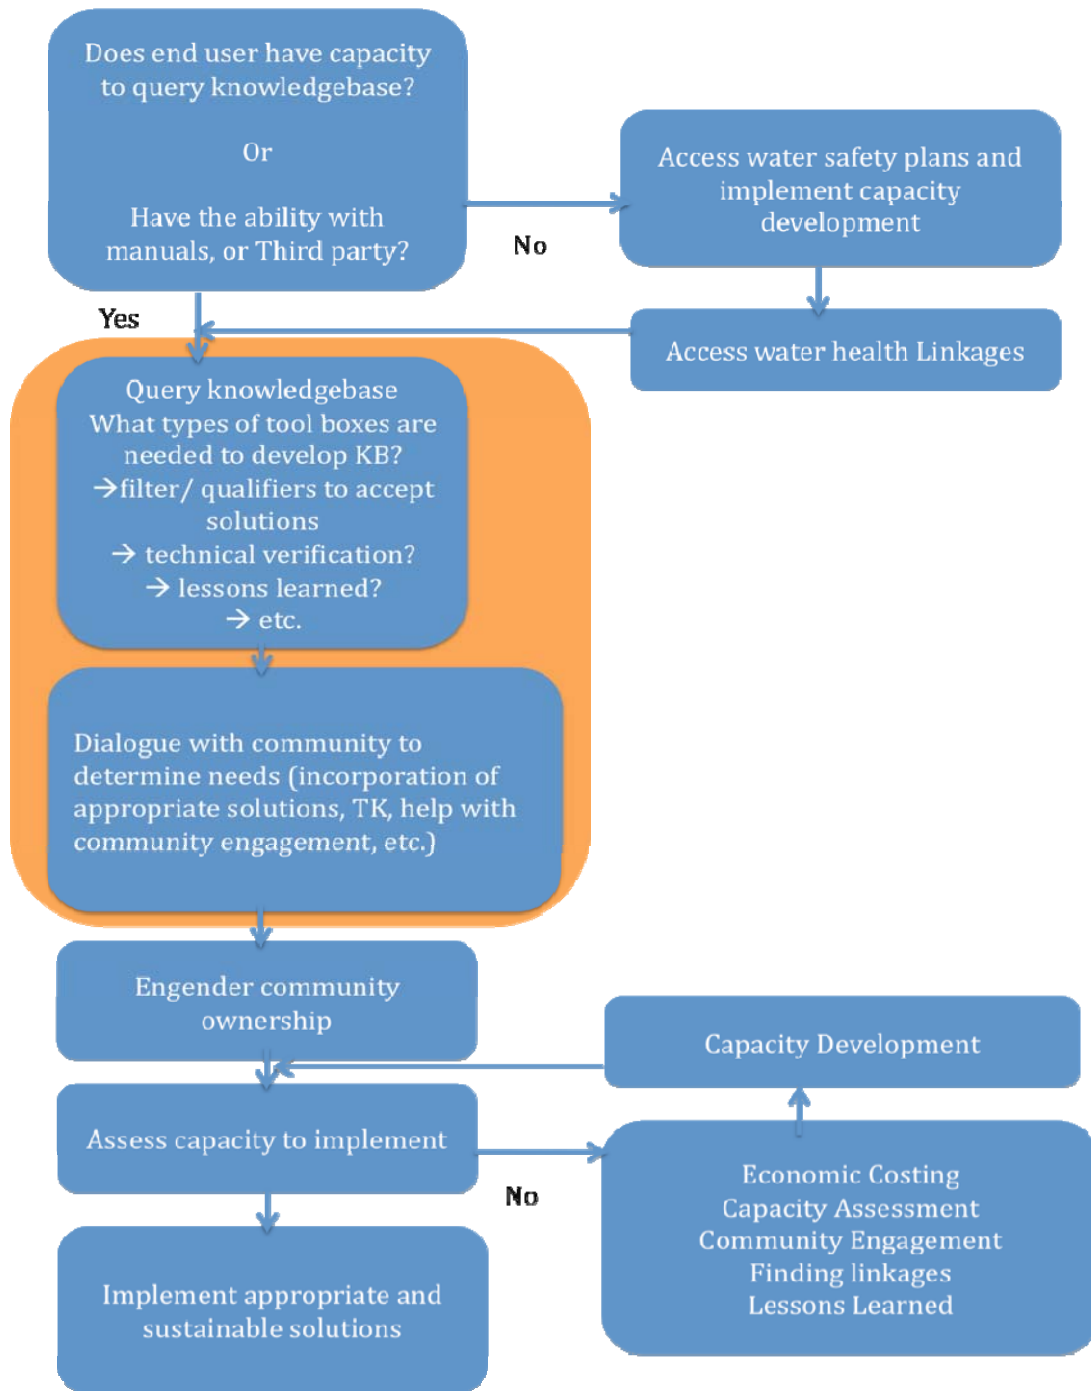 Does end user have capacity
to query knowledgebase?
Or
Have the ability with
manuals, or Third party?
No
Access water safety plans and
implement capacity
development
Yes
Access water health Linkages
Query knowledgebase
What types of tool boxes are
needed to develop KB?
→filter/ qualifiers to accept
solutions
→ technical verification?
→ lessons learned?
→ etc.
Dialogue with community to
determine needs (incorporation of
appropriate solutions, TK, help with
community engagement, etc.)
Engender community
ownership
Capacity Development
Assess capacity to implement
No
Economic Costing
Capacity Assessment
Community Engagement
Finding linkages
Lessons Learned
Implement appropriate and
sustainable solutions